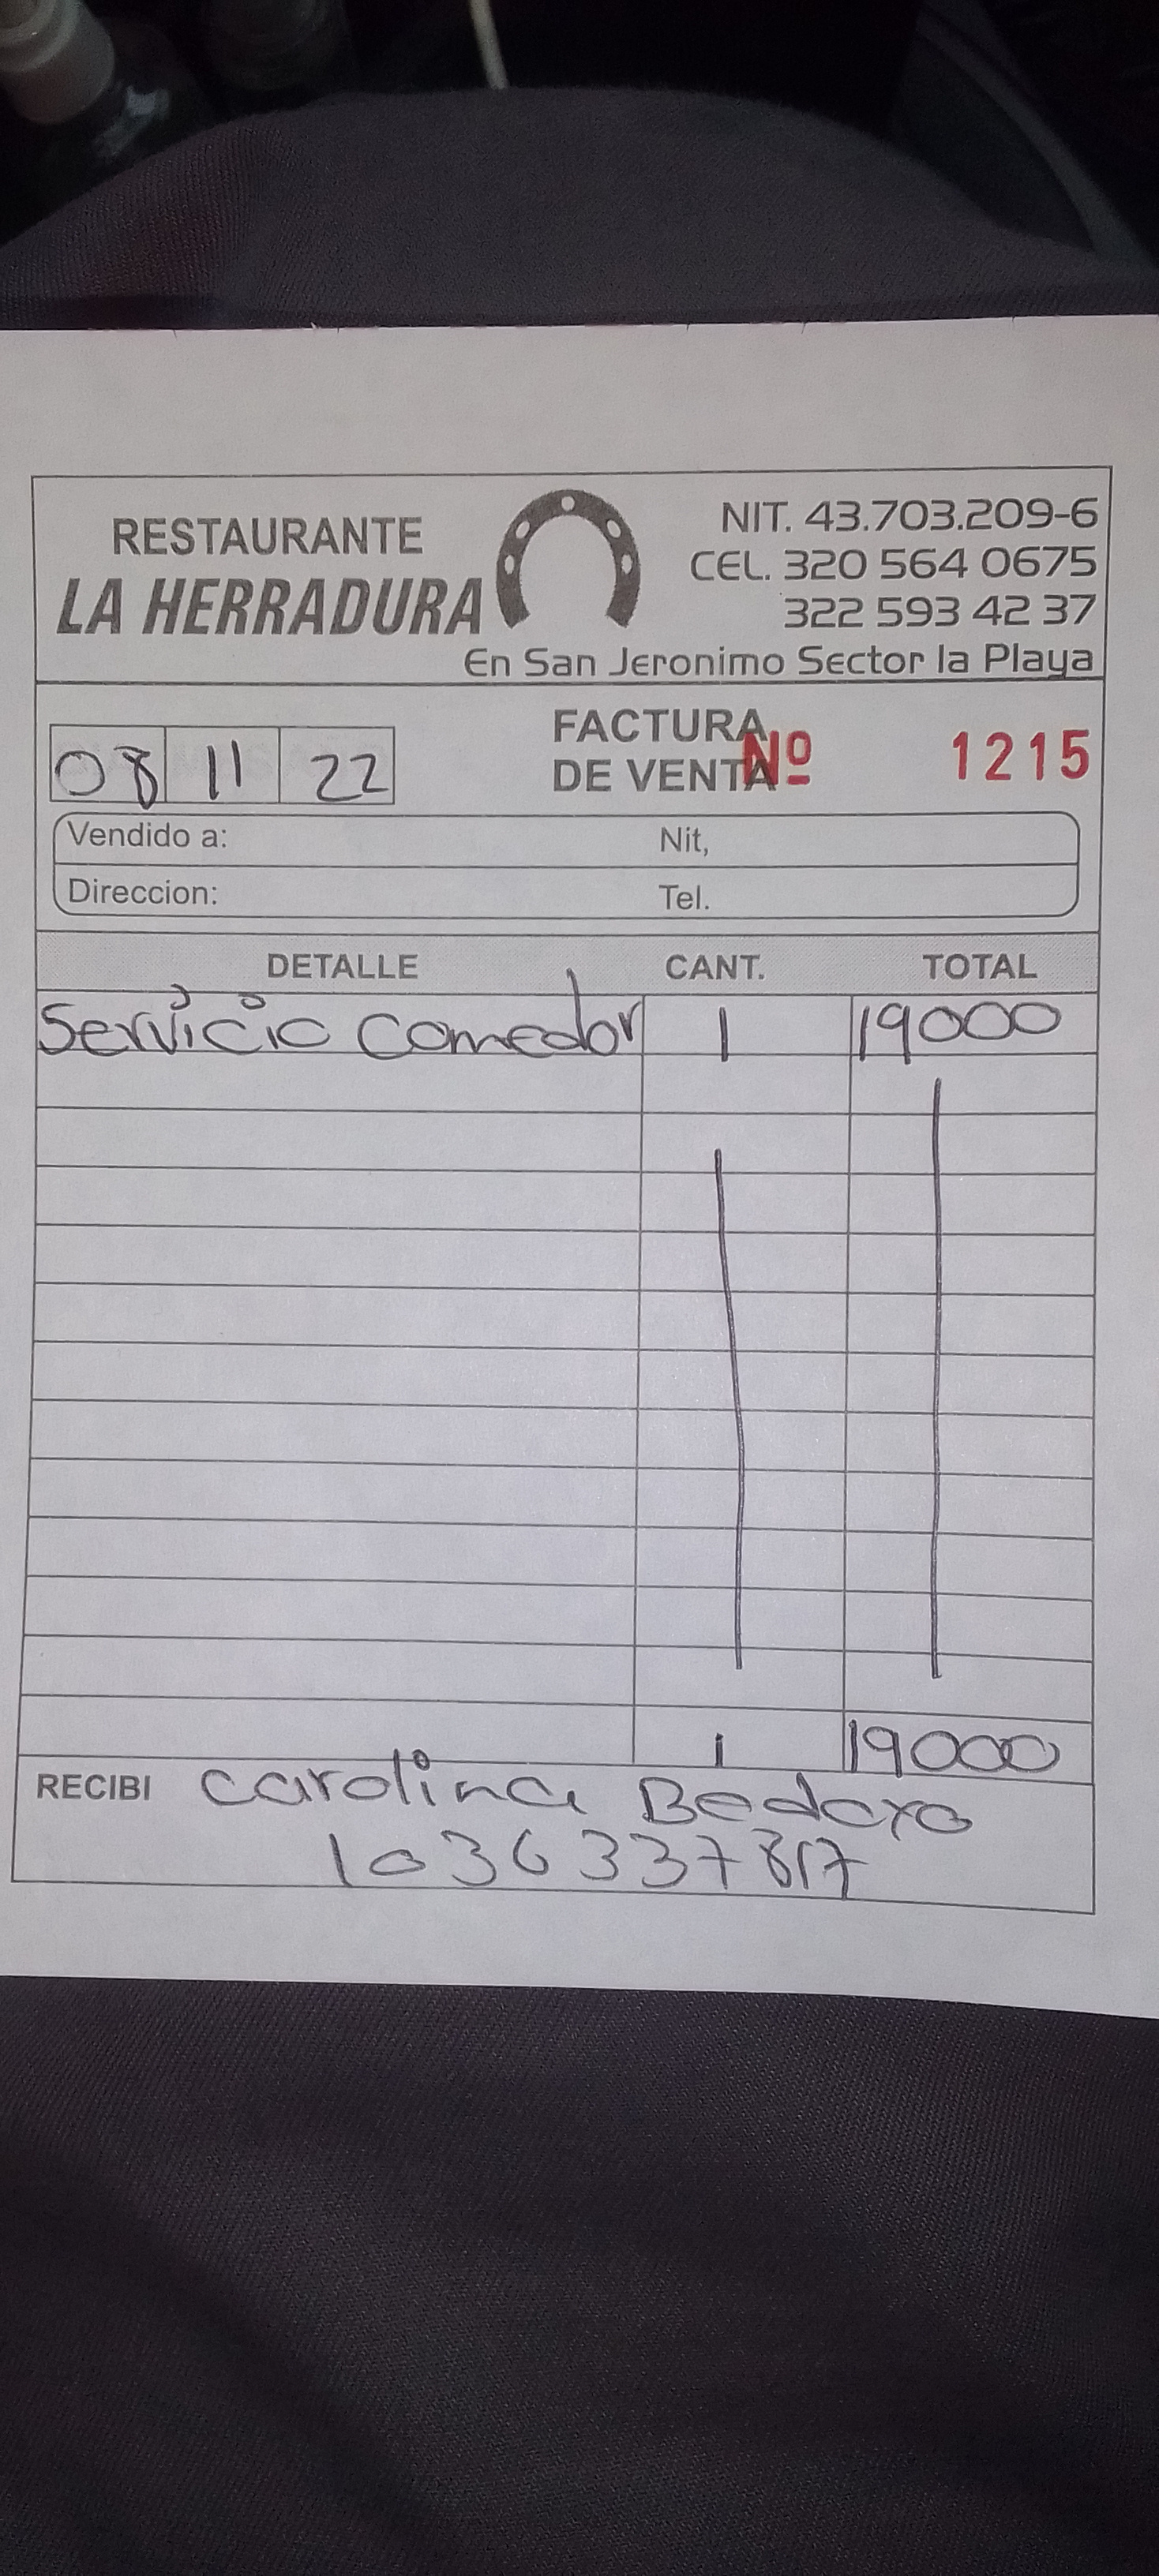 RESTAURANTE
LA HERRADURA
NIT. 43.703.209-6
CEL. 320 564 0675
322 593 42 37
En San Jeronimo Sector la Playa
08 11 22
FACTURA
DE VENTA
Nº 1215
Vendido a: Nit,
Direccion: Tel.
DETALLE CANT. TOTAL
Servicio Comedor 1 19000
1 19000
RECIBI Carolina
1036337817